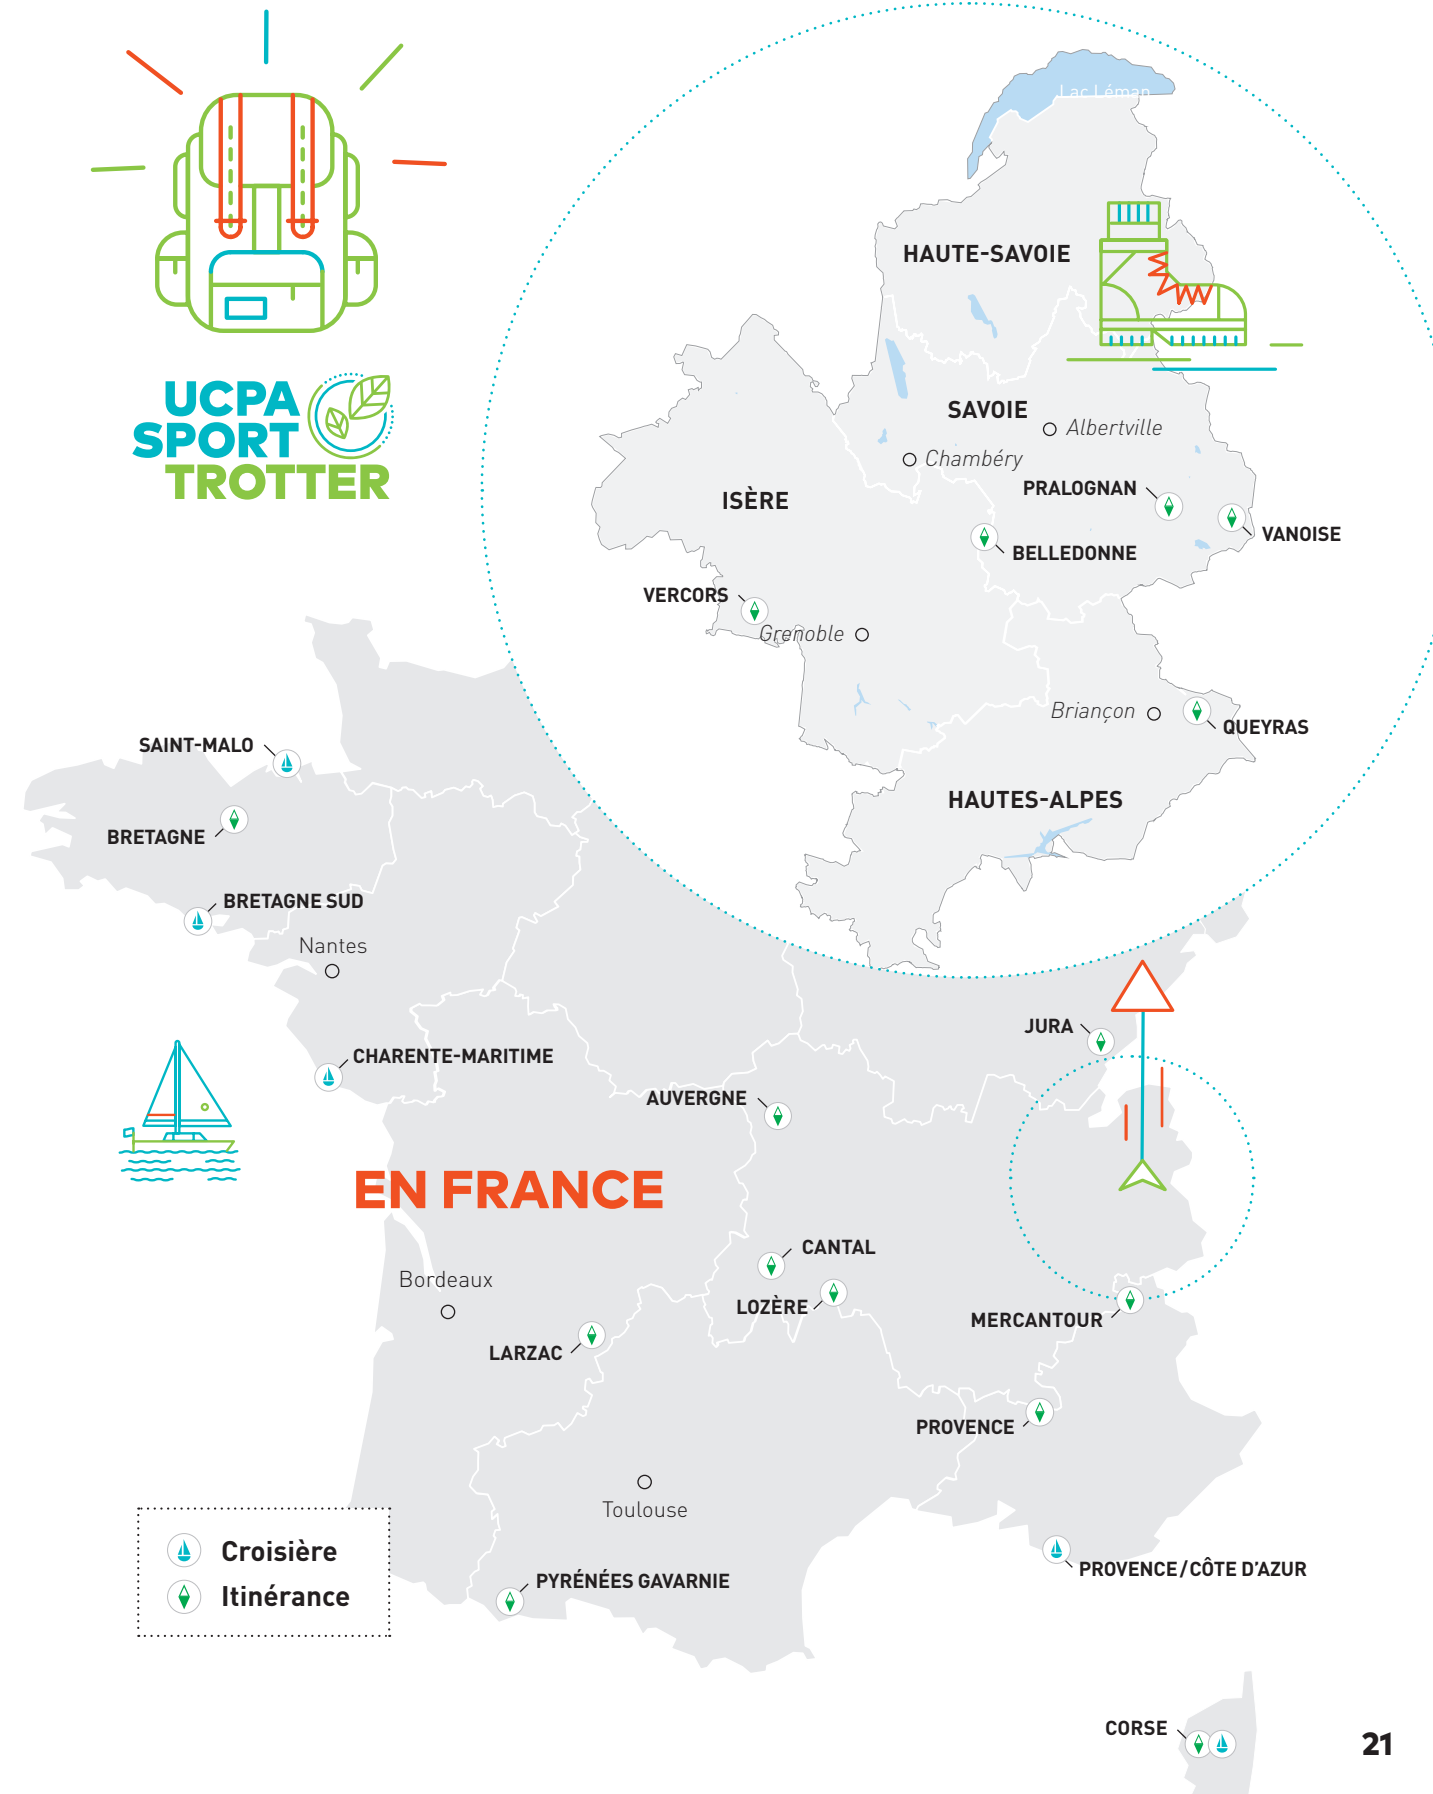 Lac Léman
HAUTE-SAVOIE
UCPA
SPORT
TROTTER
SAVOIE
Albertville
Chambéry
PRALOGNAN
ISÈRE
VANOISE
BELLEDONNE
VERCORS
Grenoble
Briançon
QUEYRAS
SAINT-MALO
HAUTES-ALPES
BRETAGNE
BRETAGNE SUD
Nantes
JURA
CHARENTE-MARITIME
AUVERGNE
EN FRANCE
CANTAL
Bordeaux
LOZÈRE
MERCANTOUR
LARZAC
PROVENCE
Toulouse
Croisière
Itinérance
PROVENCE/CÔTE D'AZUR
PYRÉNÉES GAVARNIE
CORSE
21